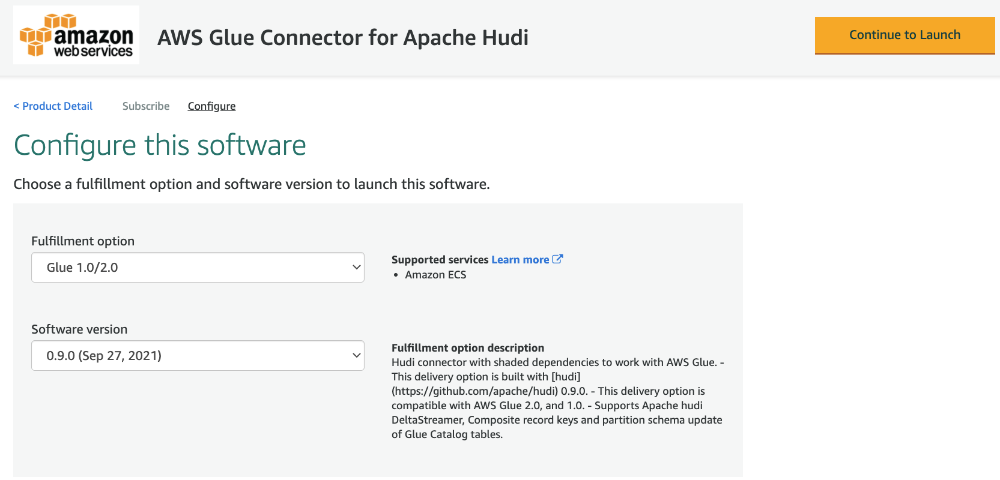 amazon
webservices
AWS Glue Connector for Apache Hudi
Continue to Launch
< Product Detail Subscribe Configure
Configure this software
Choose a fulfillment option and software version to launch this software.
Fulfillment option
Glue 1.0/2.0
Supported services Learn more
• Amazon ECS
Software version
0.9.0 (Sep 27, 2021)
Fulfillment option description
Hudi connector with shaded dependencies to work with AWS Glue. -
This delivery option is built with [hudi]
(https://github.com/apache/hudi) 0.9.0. - This delivery option is
compatible with AWS Glue 2.0, and 1.0. - Supports Apache hudi
DeltaStreamer, Composite record keys and partition schema update
of Glue Catalog tables.